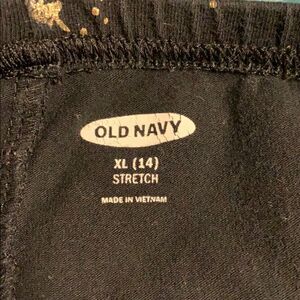 OLD NAVY
XL (14)
STRETCH
MADE IN VIETNAM